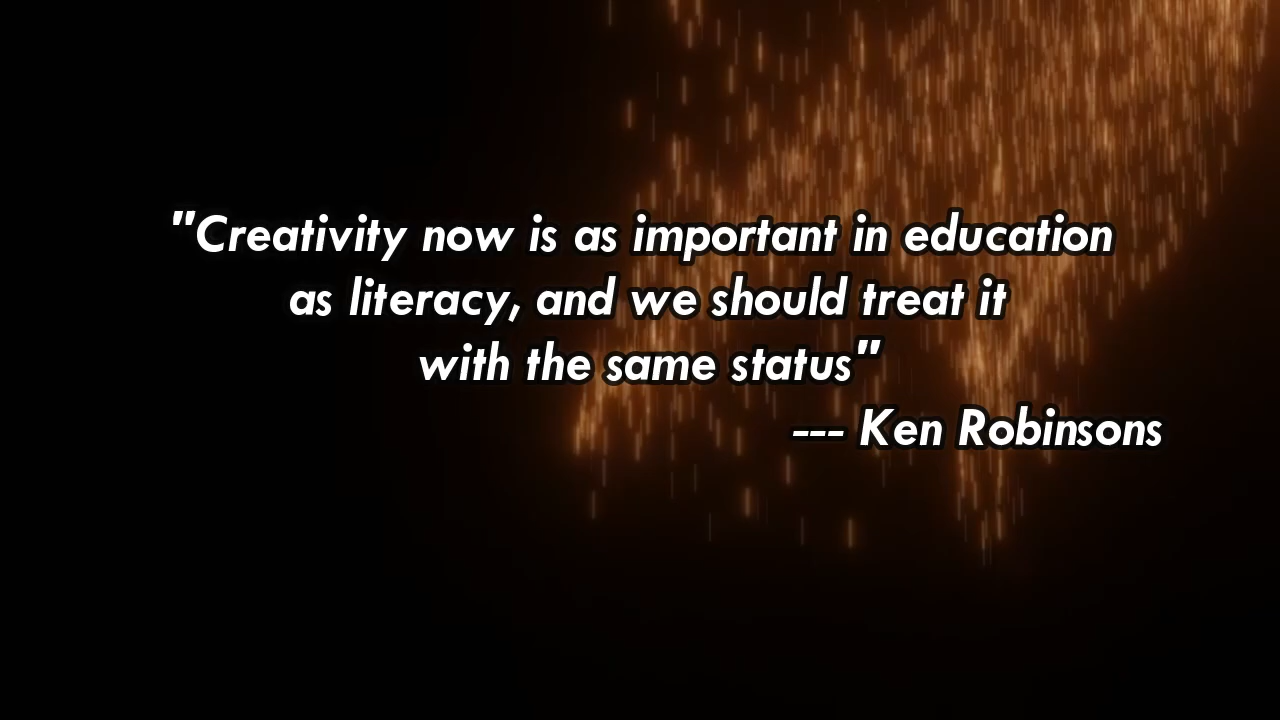 "Creativity now is as important in education
as literacy, and we should treat it
with the same status"
--- Ken Robinsons